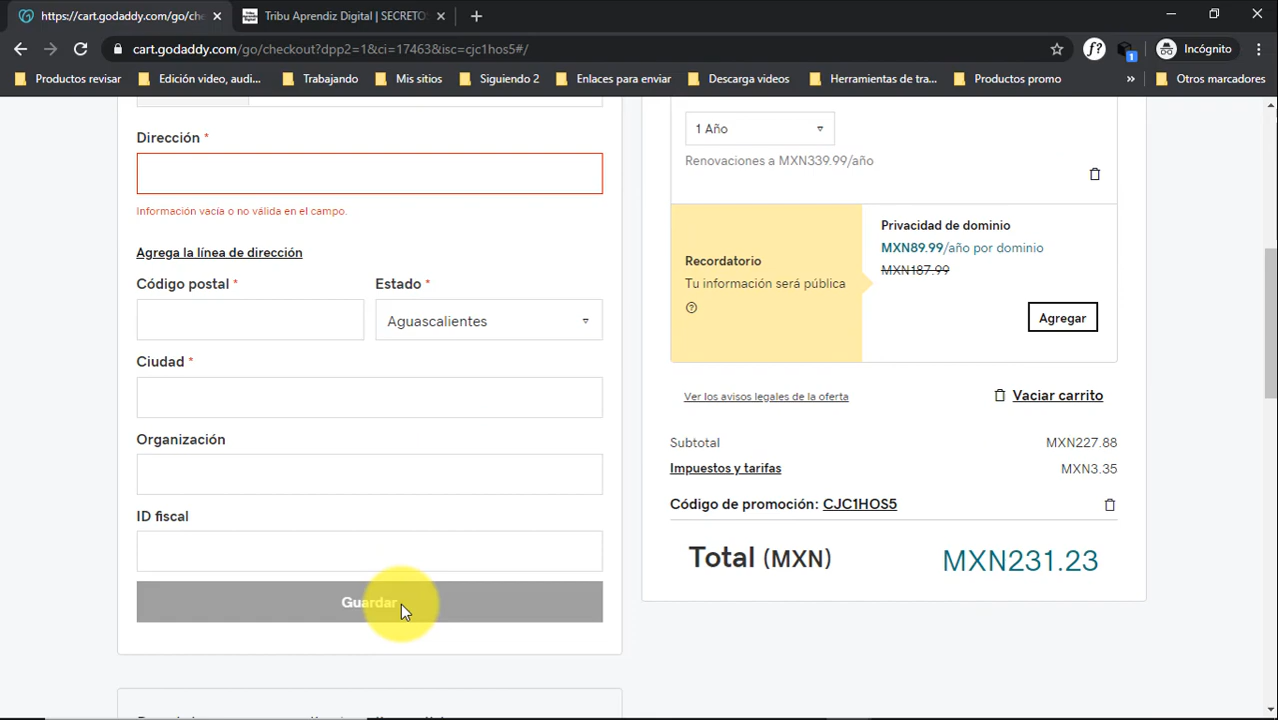 https://cart.godaddy.com/go/che
Tribu Aprendiz Digital | SECRETOS
cart.godaddy.com/go/checkout?dpp2=1&ci=17463&isc=cjc1hos5#/
f?
1
Incógnito
Productos revisar
Edición video, audi...
Trabajando
Mis sitios
Siguiendo 2
Enlaces para enviar
Descarga videos
Herramientas de tra...
Productos promo
»
Otros marcadores
Dirección *
Información vacía o no válida en el campo.
Agrega la línea de dirección
Código postal *
Estado *
Aguascalientes
Ciudad *
Organización
ID fiscal
Guardar
1 Año
Renovaciones a MXN339.99/año
Recordatorio
Tu información será pública
Privacidad de dominio
MXN89.99/año por dominio
MXN187.99
Agregar
Ver los avisos legales de la oferta
Vaciar carrito
Subtotal MXN227.88
Impuestos y tarifas MXN3.35
Código de promoción: CJC1HOS5
Total (MXN) MXN231.23